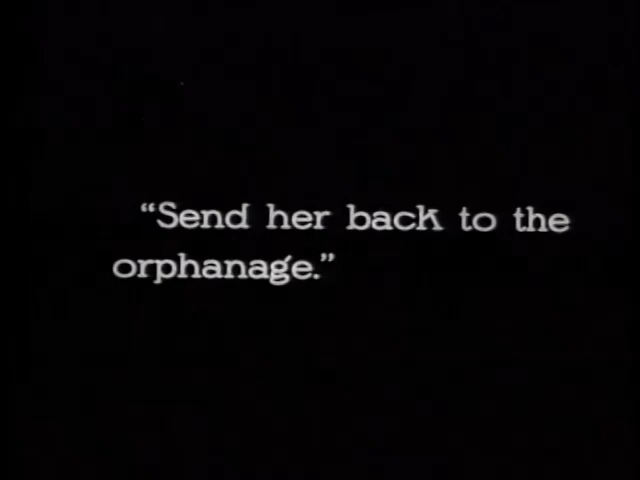 “Send her back to the
orphanage.”